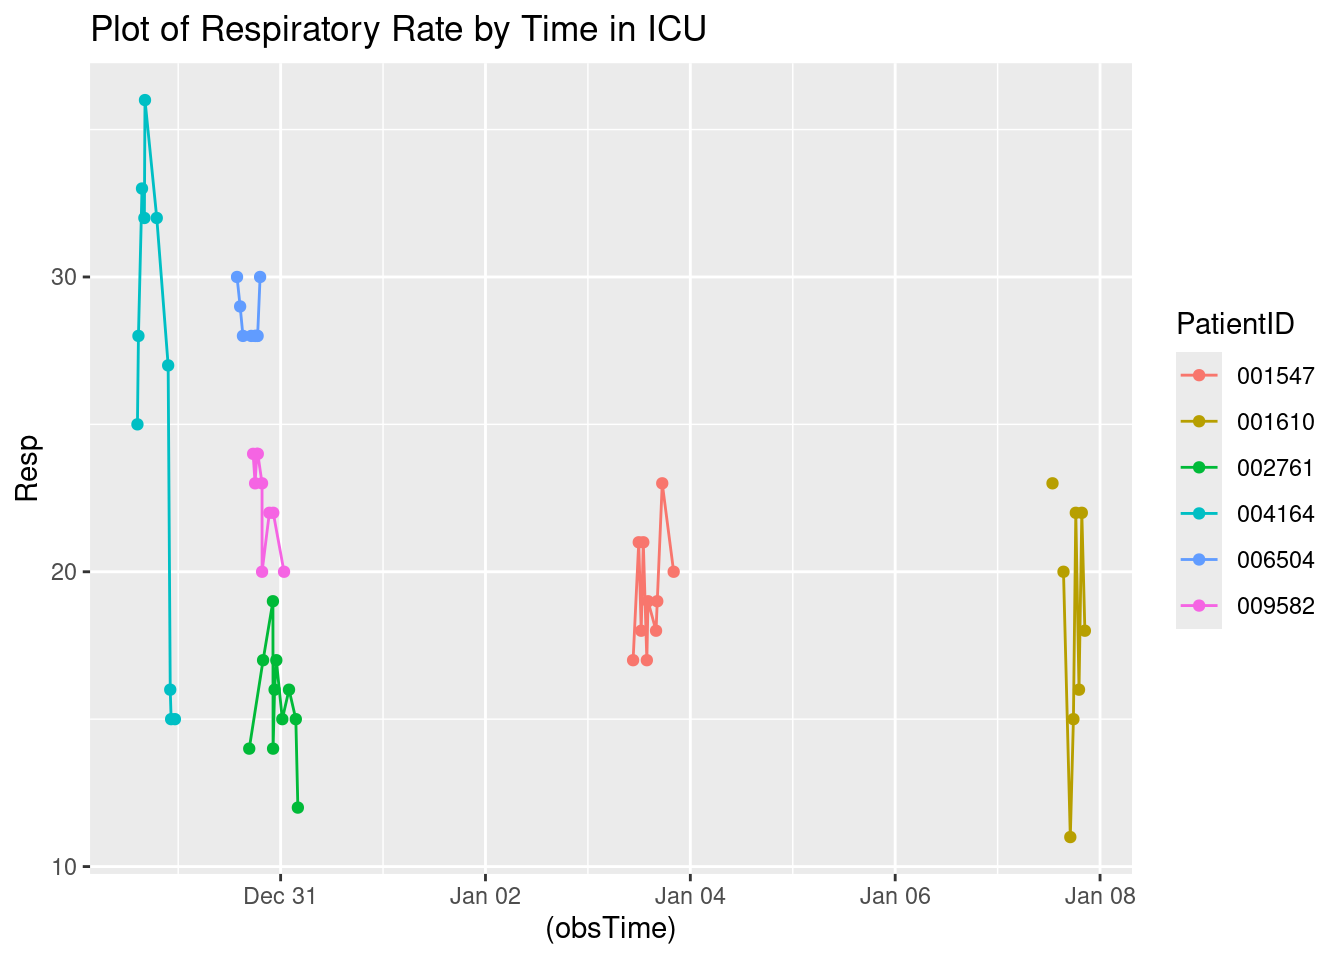 Plot of Respiratory Rate by Time in ICU
Resp
30
20
10
Dec 31
Jan 02
Jan 04
Jan 06
Jan 08
(obsTime)
PatientID
001547
001610
002761
004164
006504
009582